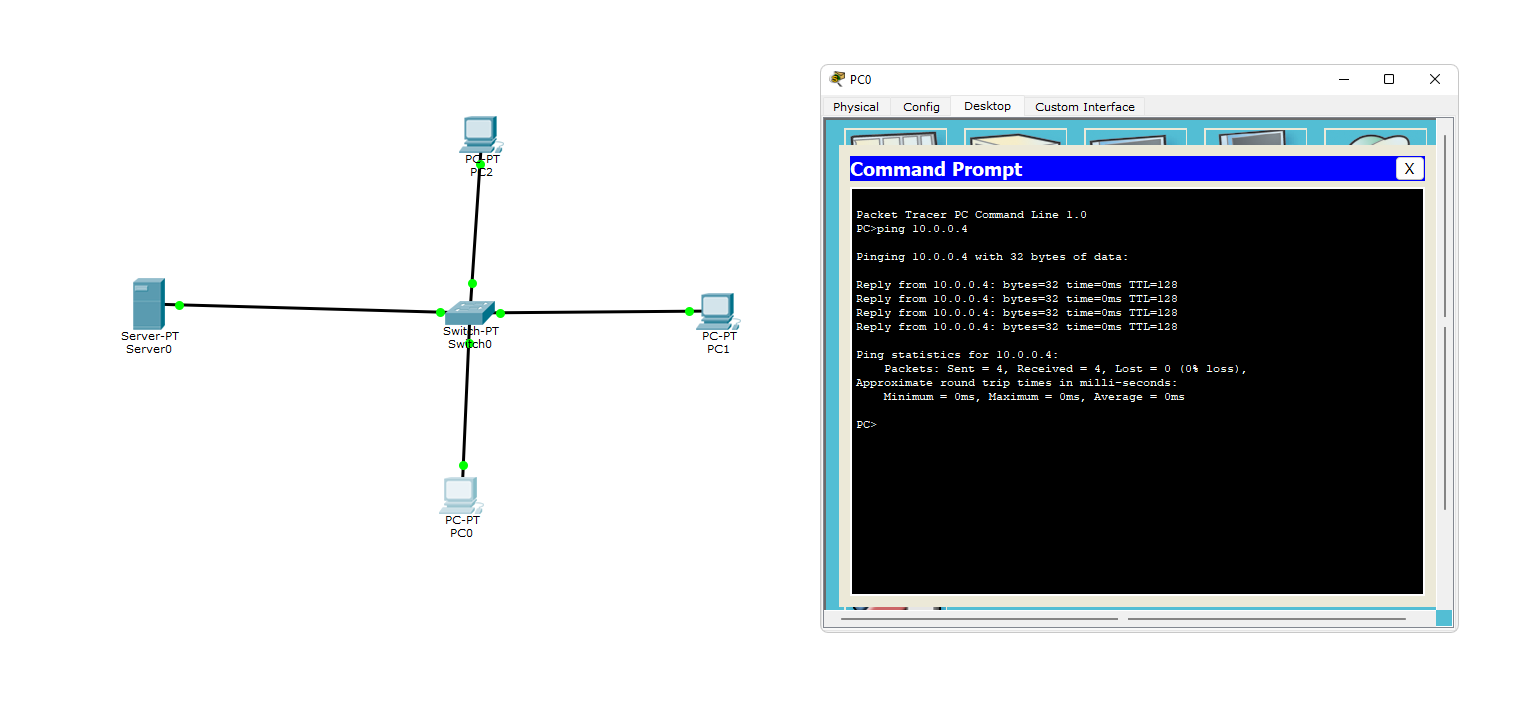 PC-PT
PC2
Server-PT
Server0
Switch-PT
Switch0
PC-PT
PC1
PC-PT
PC0
PC0
Physical Config Desktop Custom Interface
Command Prompt X
Packet Tracer PC Command Line 1.0
PC>ping 10.0.0.4
Pinging 10.0.0.4 with 32 bytes of data:
Reply from 10.0.0.4: bytes=32 time=0ms TTL=128
Reply from 10.0.0.4: bytes=32 time=0ms TTL=128
Reply from 10.0.0.4: bytes=32 time=0ms TTL=128
Reply from 10.0.0.4: bytes=32 time=0ms TTL=128
Ping statistics for 10.0.0.4:
Packets: Sent = 4, Received = 4, Lost = 0 (0% loss),
Approximate round trip times in milli-seconds:
Minimum = 0ms, Maximum = 0ms, Average = 0ms
PC>